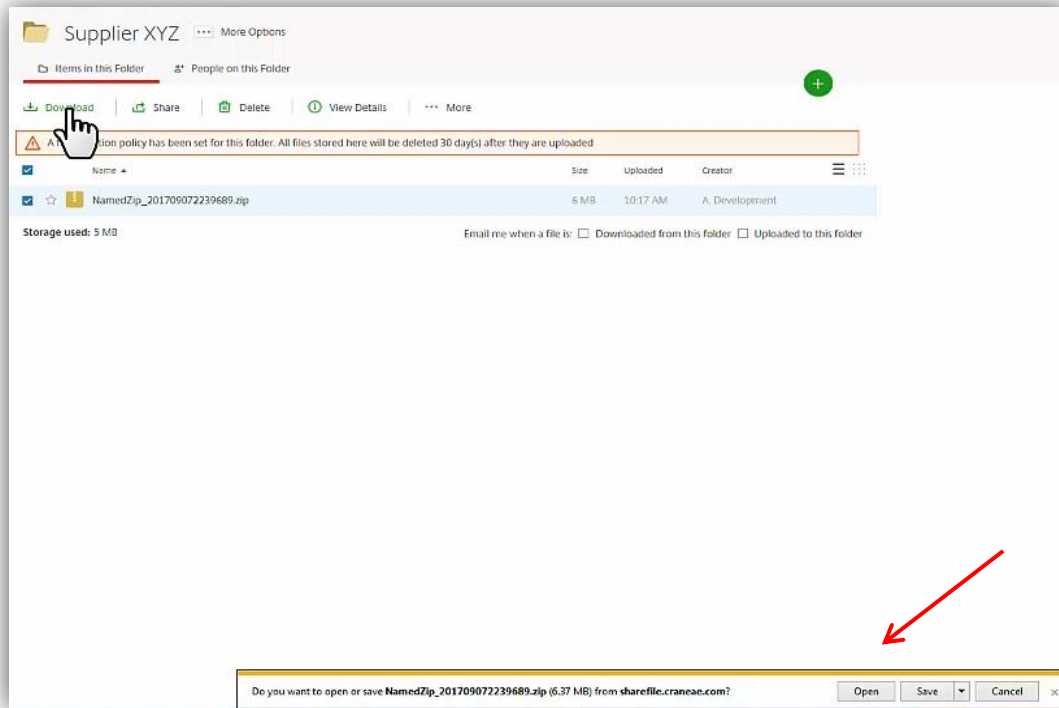 Supplier XYZ ··· More Options
Items in this Folder People on this Folder
Download Share Delete View Details ··· More
tion policy has been set for this folder. All files stored here will be deleted 30 day(s) after they are uploaded
Name Size Uploaded Creator
NamedZip_201709072239689.zip 6 MB 10:17 AM A. Development
Storage used: 5 MB Email me when a file is: Downloaded from this folder Uploaded to this folder
Do you want to open or save NamedZip_201709072239689.zip (6.37 MB) from sharefile.craneae.com? Open Save Cancel